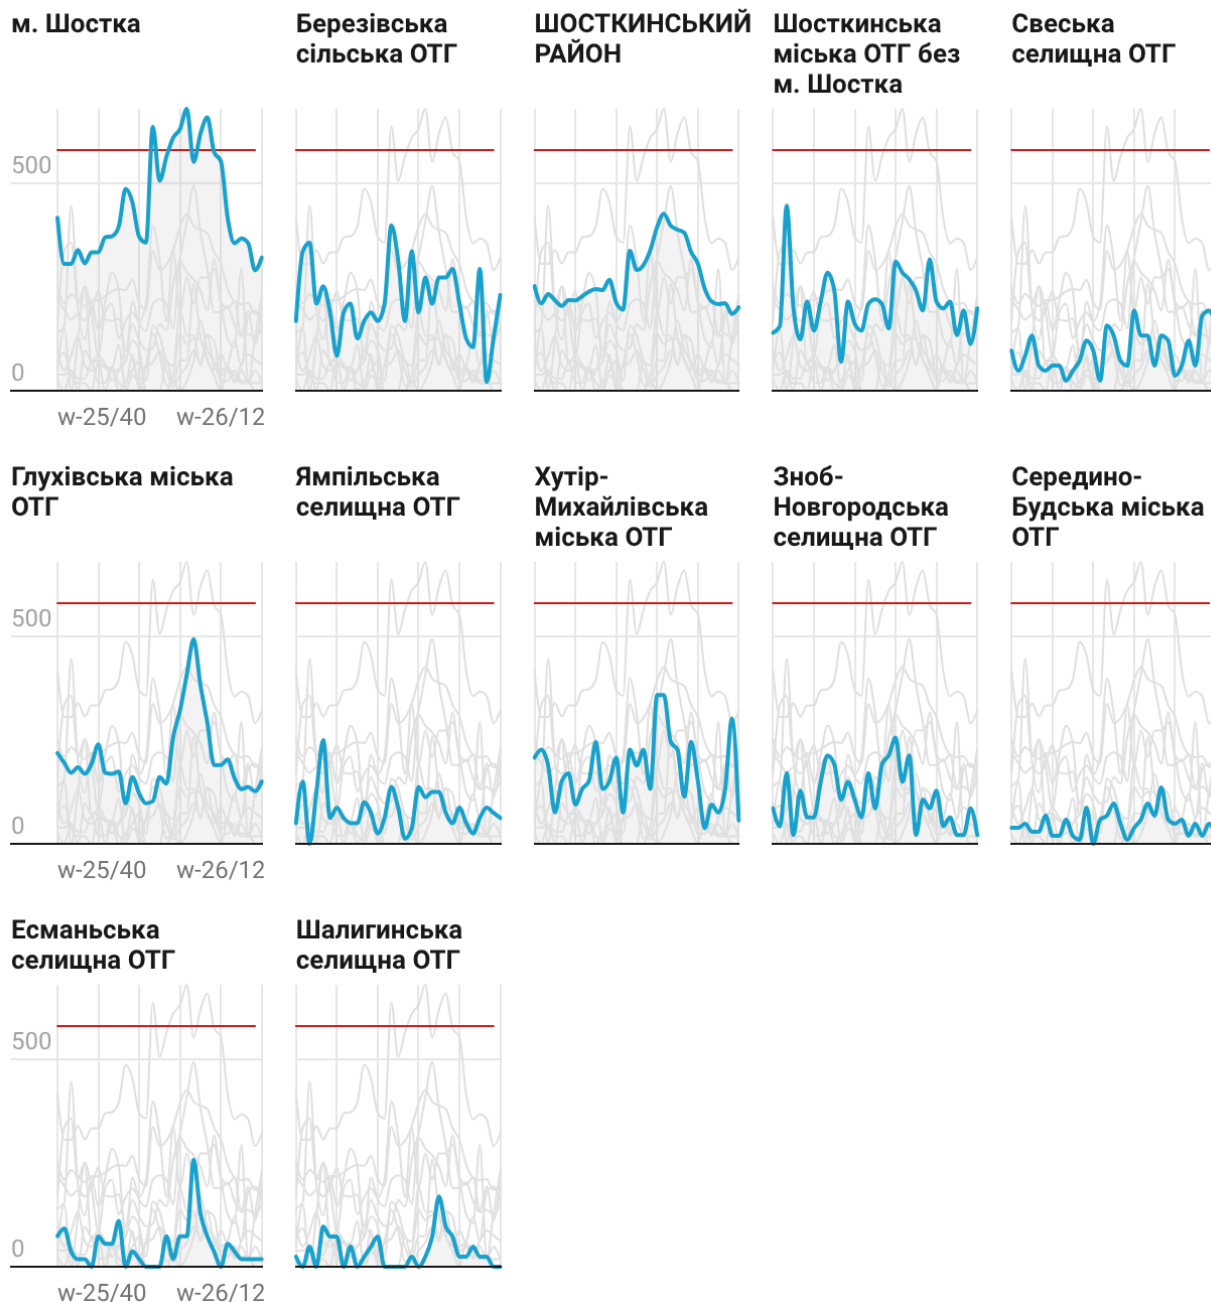 м. Шостка
Березівська
сільська ОТГ
ШОСТКИНСЬКИЙ
РАЙОН
Шосткинська
міська ОТГ без
м. Шостка
Свеська
селищна ОТГ
500
0
w-25/40
w-26/12
Глухівська міська
ОТГ
Ямпільська
селищна ОТГ
Хутір-
Михайлівська
міська ОТГ
Зноб-
Новгородська
селищна ОТГ
Середино-
Будська міська
ОТГ
500
0
w-25/40
w-26/12
Есманьська
селищна ОТГ
Шалигинська
селищна ОТГ
500
0
w-25/40
w-26/12